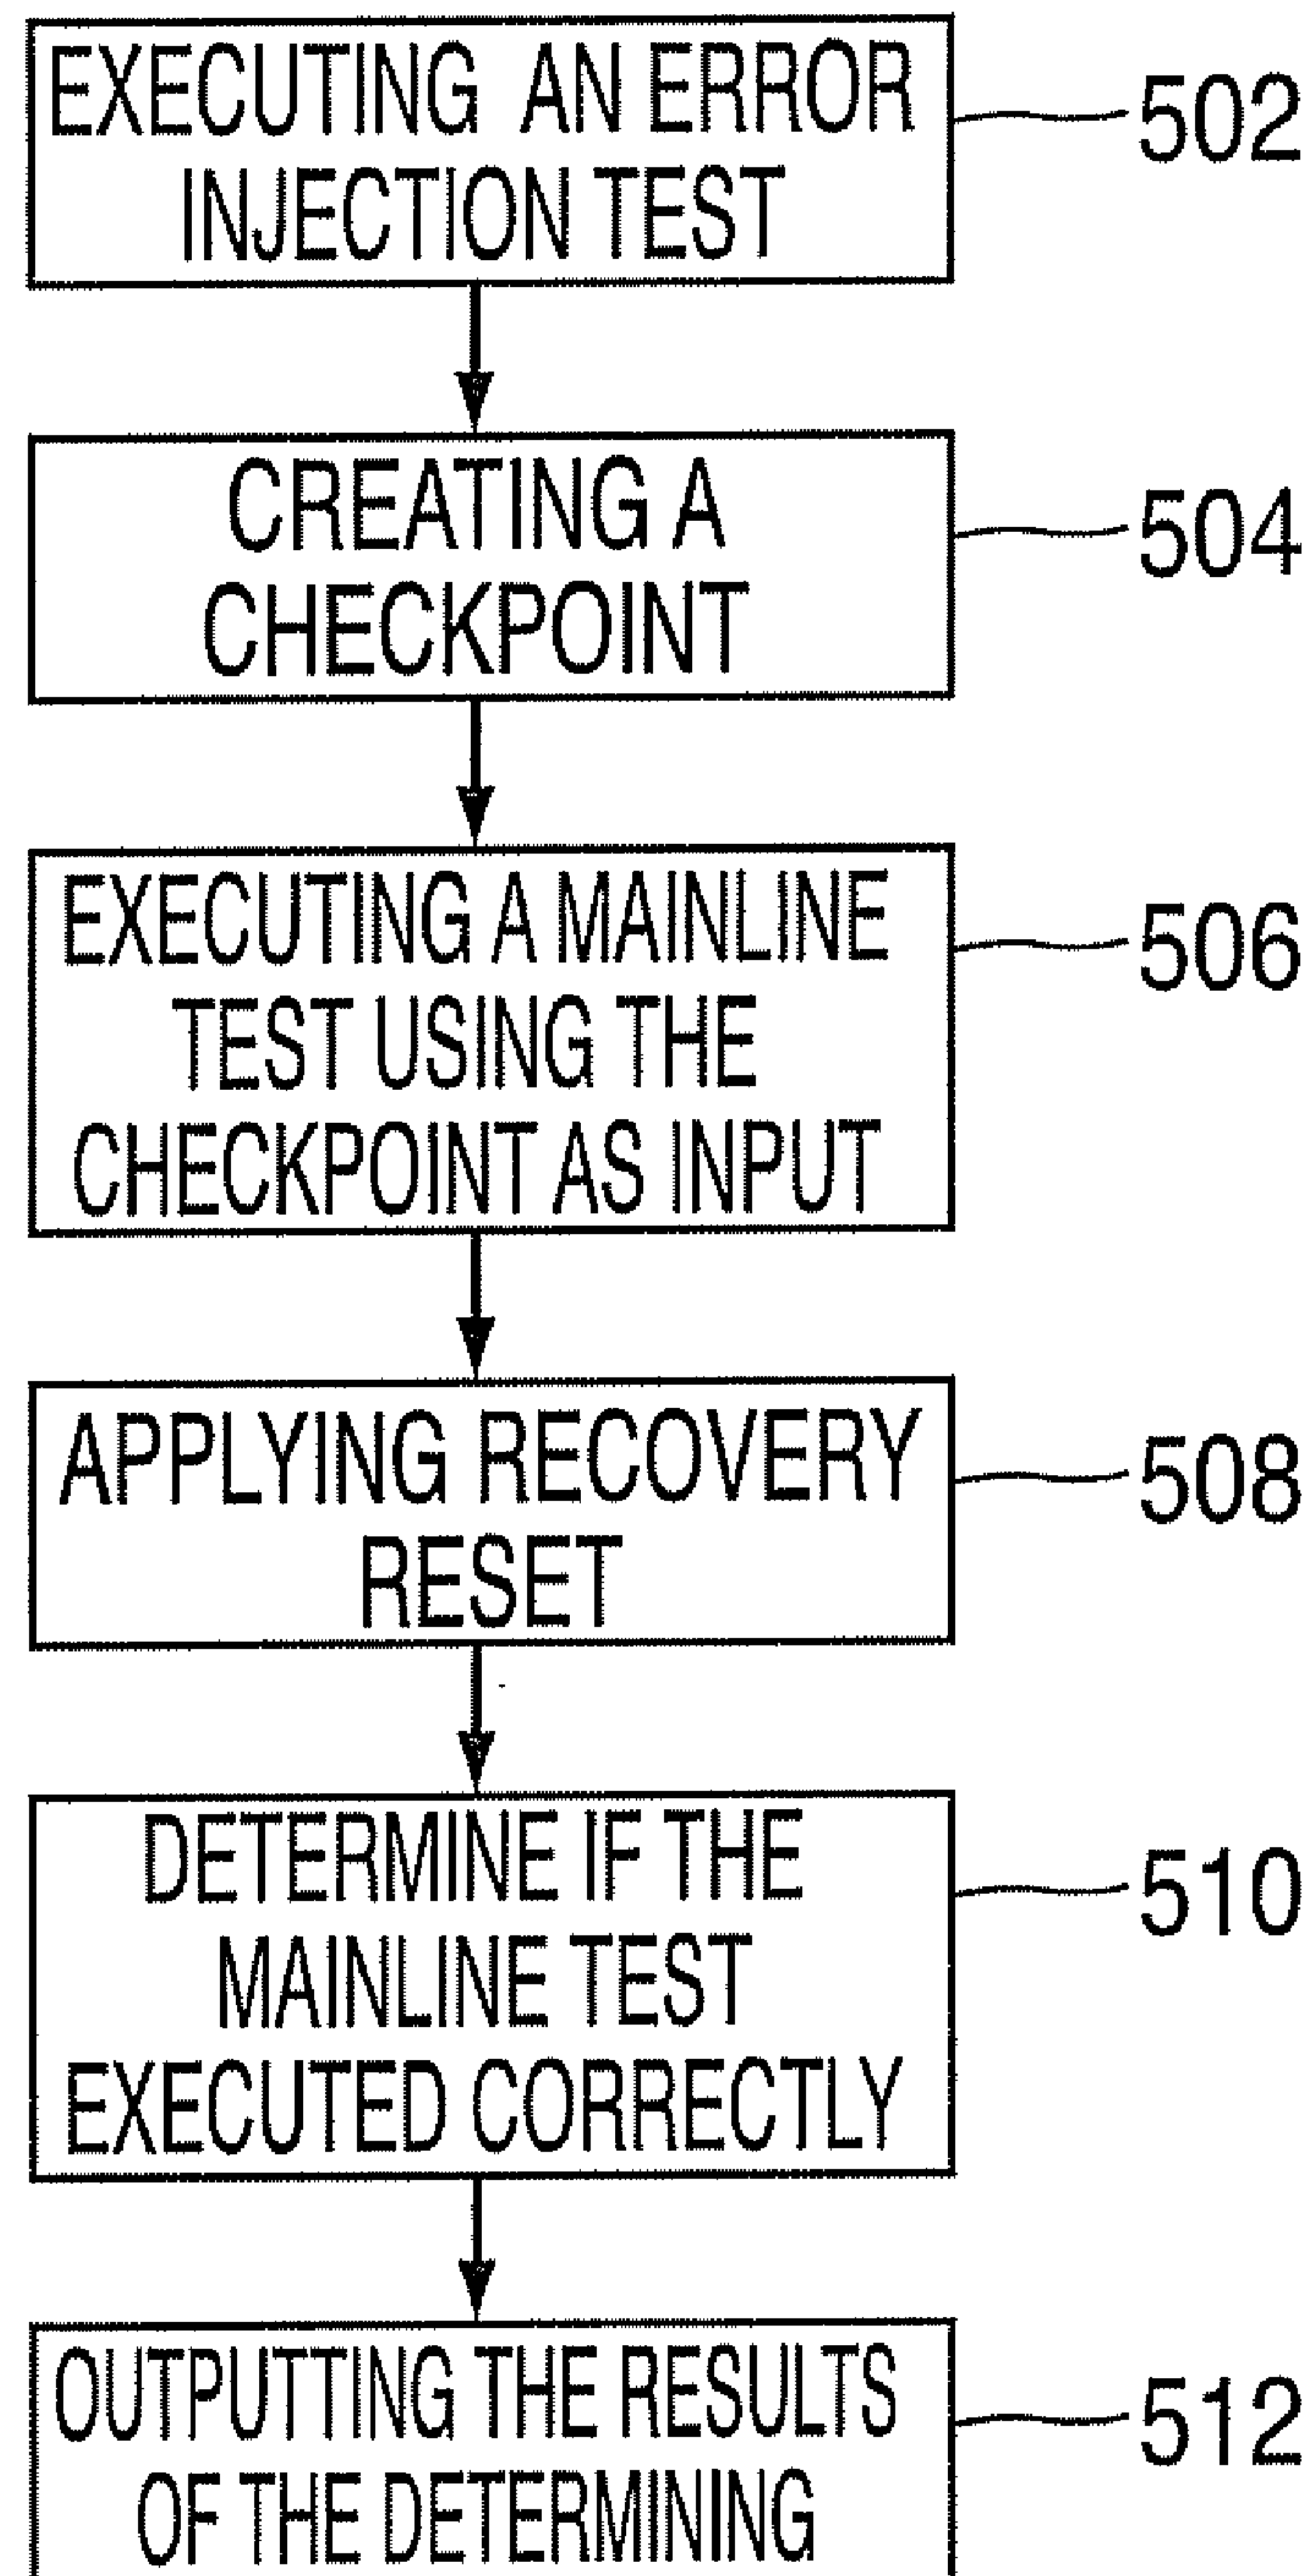 EXECUTING AN ERROR
INJECTION TEST
502
CREATING A
CHECKPOINT
504
EXECUTING A MAINLINE
TEST USING THE
CHECKPOINT AS INPUT
506
APPLYING RECOVERY
RESET
508
DETERMINE IF THE
MAINLINE TEST
EXECUTED CORRECTLY
510
OUTPUTTING THE RESULTS
OF THE DETERMINING
512